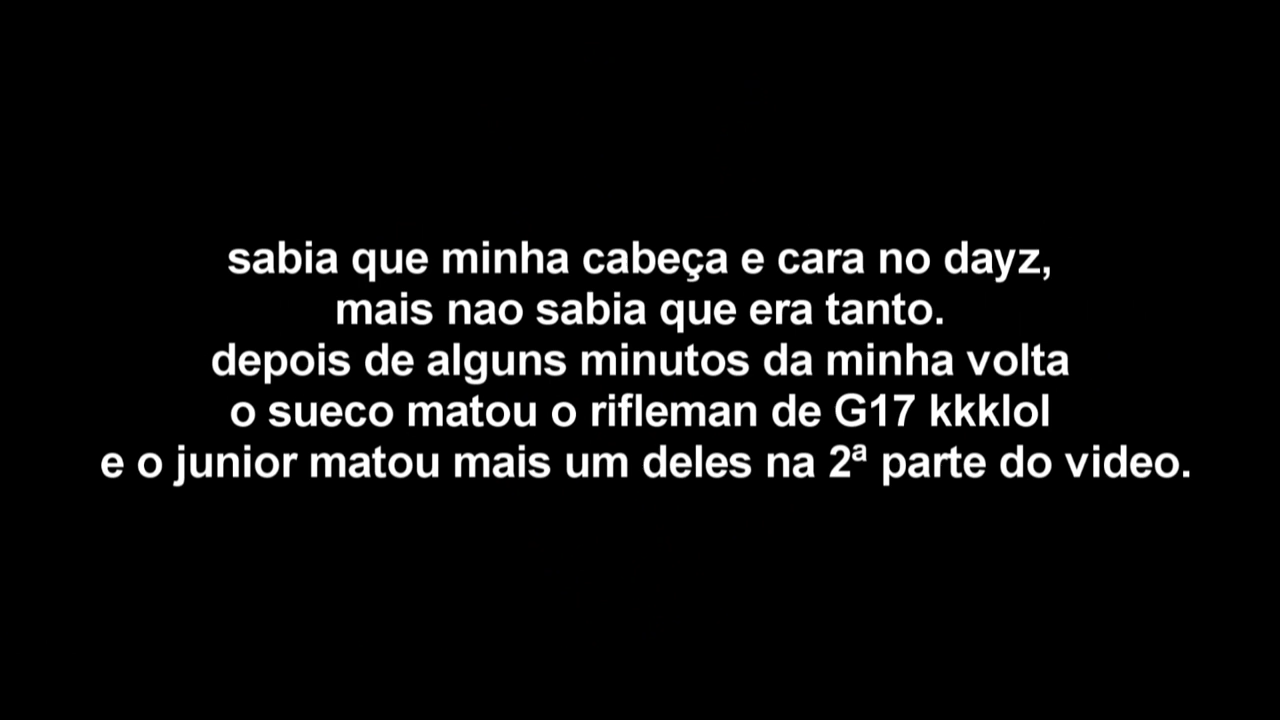 sabia que minha cabeça e cara no dayz,
mais nao sabia que era tanto.
depois de alguns minutos da minha volta
o sueco matou o rifleman de G17 kkklol
e o junior matou mais um deles na 2ª parte do video.